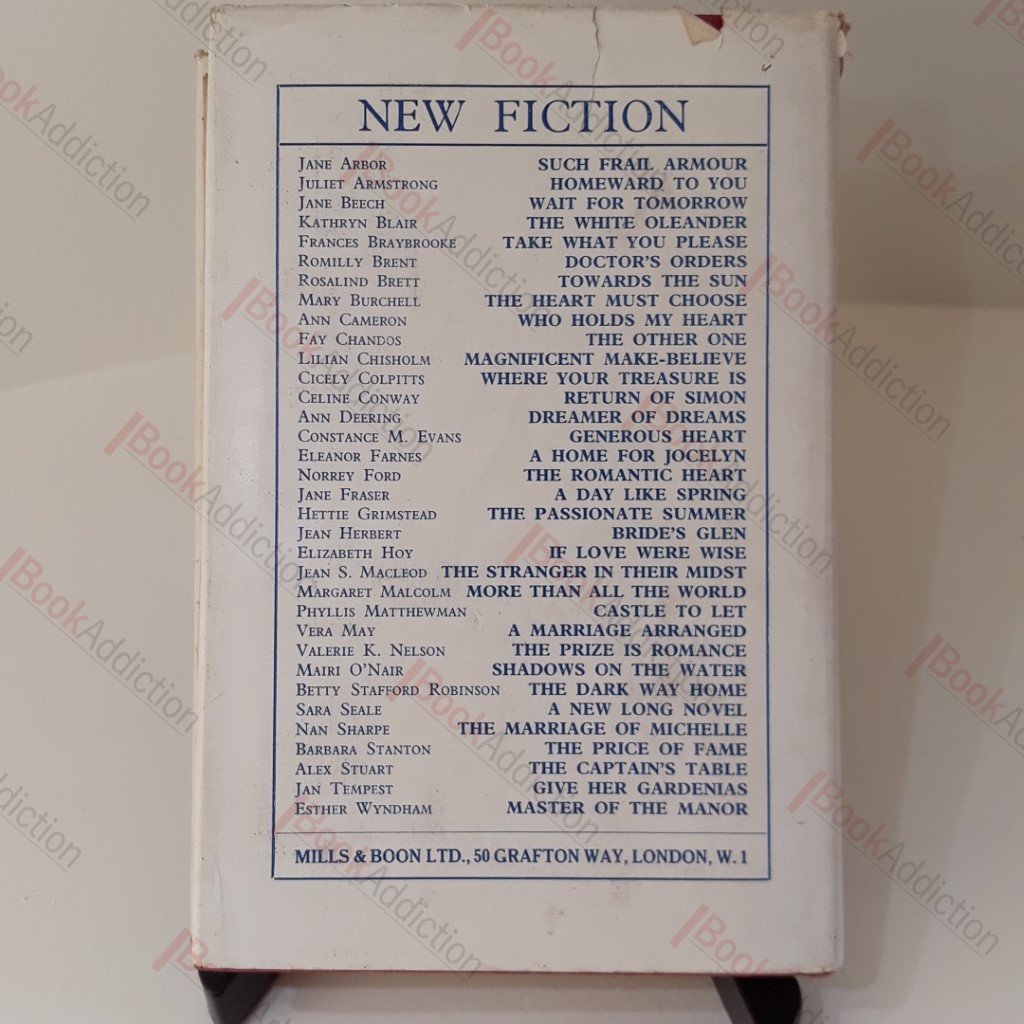 NEW FICTION
JANE ARBOR SUCH FRAIL ARMOUR
JULIET ARMSTRONG HOMEWARD TO YOU
JANE BEECH WAIT FOR TOMORROW
KATHRYN BLAIR THE WHITE OLEANDER
FRANCES BRAYBROOKE TAKE WHAT YOU PLEASE
ROMILLY BRENT DOCTOR'S ORDERS
ROSALIND BRETT TOWARDS THE SUN
MARY BURCHELL THE HEART MUST CHOOSE
ANN CAMERON WHO HOLDS MY HEART
FAY CHANDOS THE OTHER ONE
LILIAN CHISHOLM MAGNIFICENT MAKE-BELIEVE
CICELY COLPITTS WHERE YOUR TREASURE IS
CELINE CONWAY RETURN OF SIMON
ANN DEERING DREAMER OF DREAMS
CONSTANCE M. EVANS GENEROUS HEART
ELEANOR FARNES A HOME FOR JOCELYN
NORREY FORD THE ROMANTIC HEART
JANE FRASER A DAY LIKE SPRING
HETTIE GRIMSTEAD THE PASSIONATE SUMMER
JEAN HERBERT BRIDE'S GLEN
ELIZABETH HOY IF LOVE WERE WISE
JEAN S. MACLEOD THE STRANGER IN THEIR MIDST
MARGARET MALCOLM MORE THAN ALL THE WORLD
PHYLLIS MATTHEWMAN CASTLE TO LET
VERA MAY A MARRIAGE ARRANGED
VALERIE K. NELSON THE PRIZE IS ROMANCE
MAIRI O'NAIR SHADOWS ON THE WATER
BETTY STAFFORD ROBINSON THE DARK WAY HOME
SARA SEALE A NEW LONG NOVEL
NAN SHARPE THE MARRIAGE OF MICHELLE
BARBARA STANTON THE PRICE OF FAME
ALEX STUART THE CAPTAIN'S TABLE
JAN TEMPEST GIVE HER GARDENIAS
ESTHER WYNDHAM MASTER OF THE MANOR
MILLS & BOON LTD., 50 GRAFTON WAY, LONDON, W.1
BookAddiction